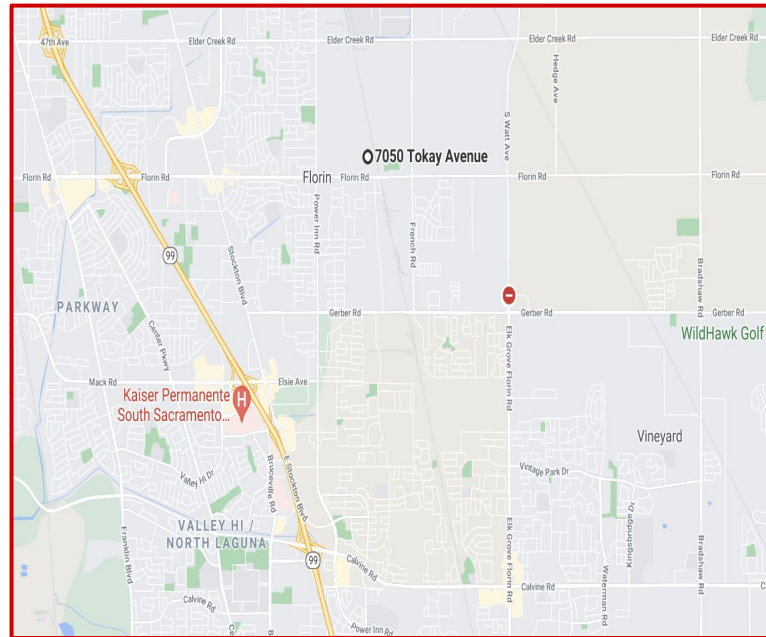 47th Ave
Elder Creek Rd
Elder Creek Rd
Elder Creek Rd
Elder Creek Rd
Hedge Ave
S Watt Ave
7050 Tokay Avenue
Florin Rd
Florin Rd
Florin
Florin Rd
Florin Rd
Florin Rd
Power Inn Rd
French Rd
Stockton Blvd
99
Bradshaw Rd
PARKWAY
Center Pkwy
Gerber Rd
Gerber Rd
Gerber Rd
Elk Grove Florin Rd
WildHawk Golf
Mack Rd
Elsie Ave
Kaiser Permanente
South Sacramento...
H
Vineyard
E Stockton Blvd
Bruceville Rd
Valley Hi Dr
Vintage Park Dr
Kingsbridge Dr
VALLEY HI /
NORTH LAGUNA
Franklin Blvd
Elk Grove Florin Rd
Bradshaw Rd
99
Calvine Rd
Calvine Rd
Calvine Rd
Waterman Rd
Calvine Rd
Power Inn Rd